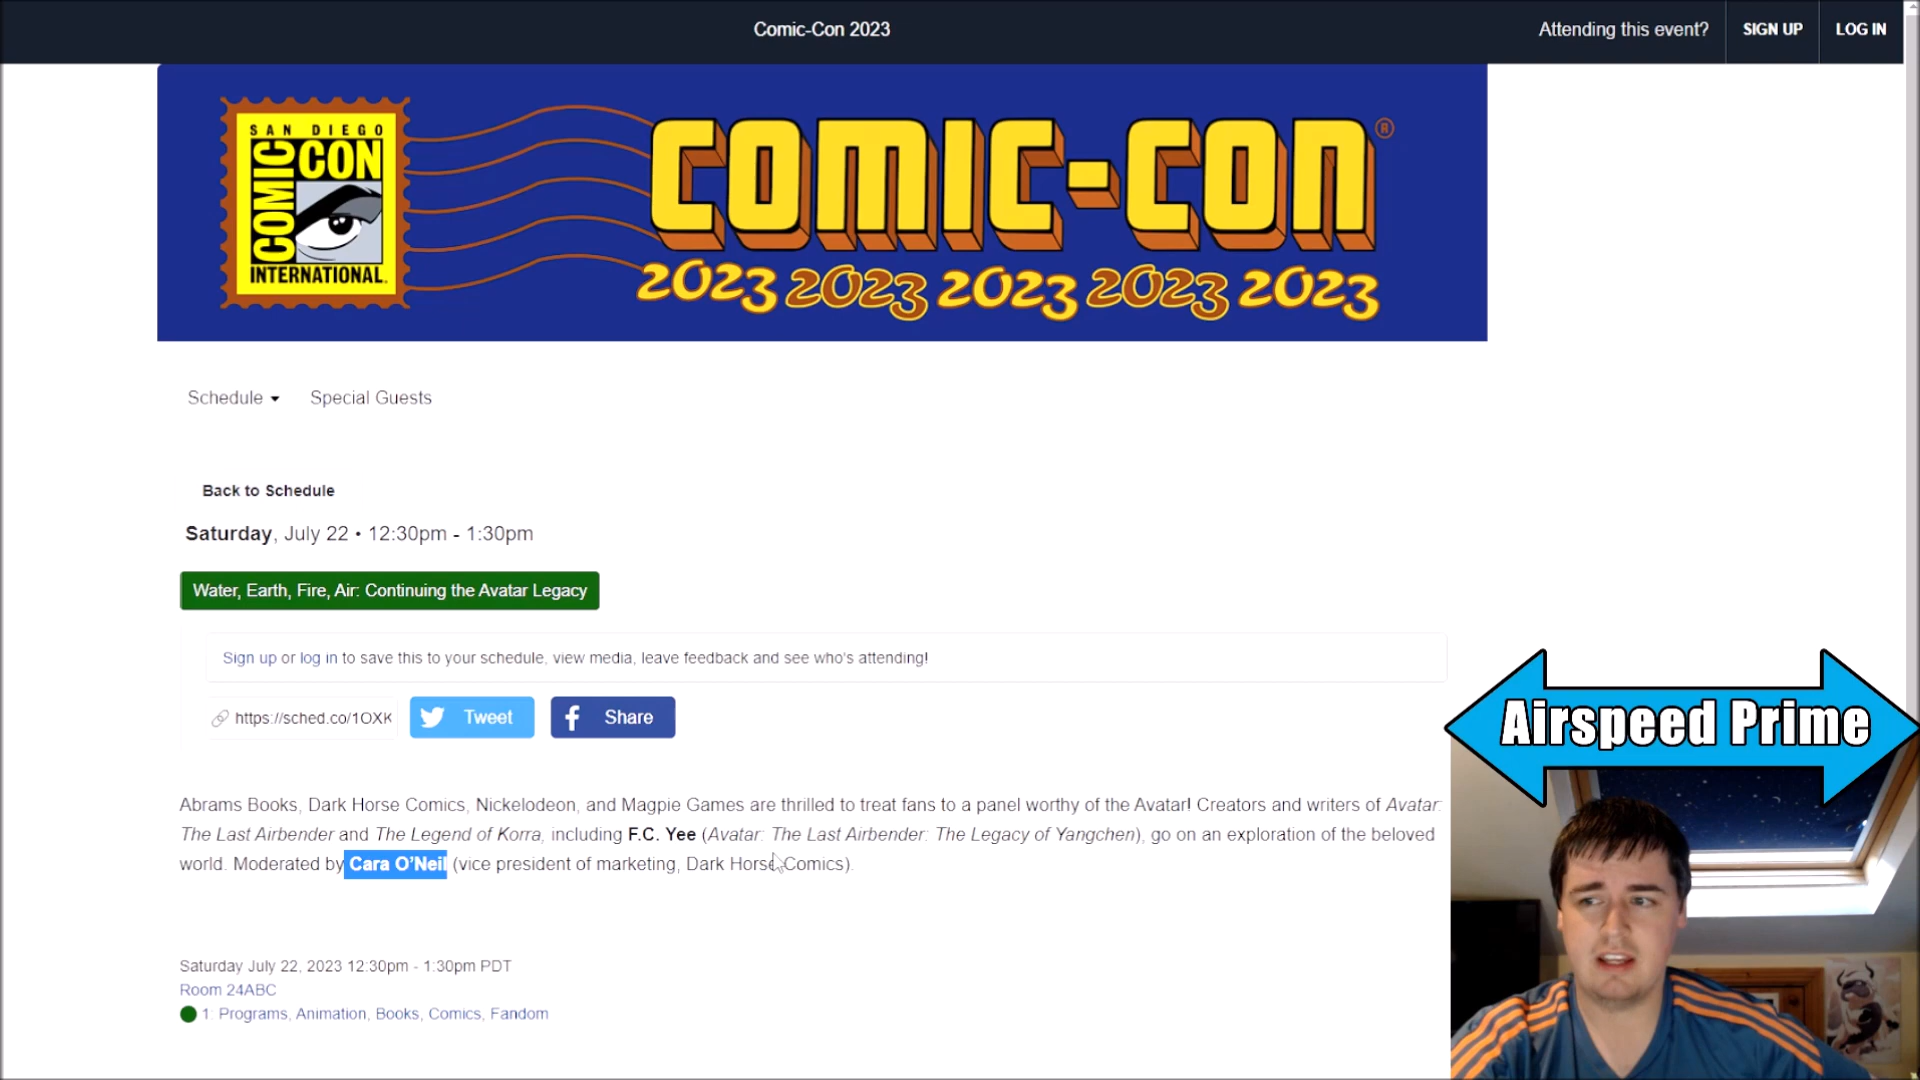 Comic-Con 2023
Attending this event?
SIGN UP
LOG IN
SAN DIEGO
COMIC CON
INTERNATIONAL
COMIC-CON®
2023 2023 2023 2023 2023
Schedule
Special Guests
Back to Schedule
Saturday, July 22 • 12:30pm - 1:30pm
Water, Earth, Fire, Air: Continuing the Avatar Legacy
Sign up or log in to save this to your schedule, view media, leave feedback and see who's attending!
https://sched.co/1OXK
Tweet
Share
Airspeed Prime
Abrams Books, Dark Horse Comics, Nickelodeon, and Magpie Games are thrilled to treat fans to a panel worthy of the Avatar! Creators and writers of Avatar:
The Last Airbender and The Legend of Korra, including F.C. Yee (Avatar: The Last Airbender: The Legacy of Yangchen), go on an exploration of the beloved
world. Moderated by Cara O’Neil (vice president of marketing, Dark Horse Comics).
Saturday July 22, 2023 12:30pm - 1:30pm PDT
Room 24ABC
1: Programs, Animation, Books, Comics, Fandom